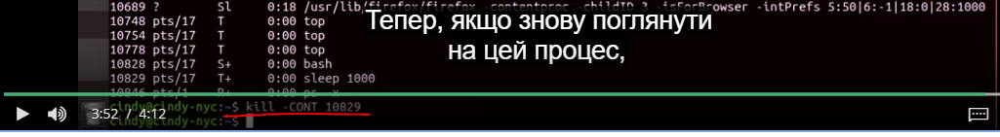 10689 ? Sl 0:18 /usr/lib/firefox/firefox -contentproc -childID 3 -isForBrowser -intPrefs 5:50|6:-1|18:0|28:1000
10748 pts/17 T 0:00 top
Тепер, якщо знову поглянути
10754 pts/17 T 0:00 top
10778 pts/17 T 0:00 top
на цей процес,
10828 pts/17 S+ 0:00 bash
10829 pts/17 T+ 0:00 sleep 1000
10846 pts/1 R+ 0:00 ps -x
cindy@cindy-nyc:~$ kill -CONT 10829
3:52 / 4:12
cindy@cindy-nyc:~$